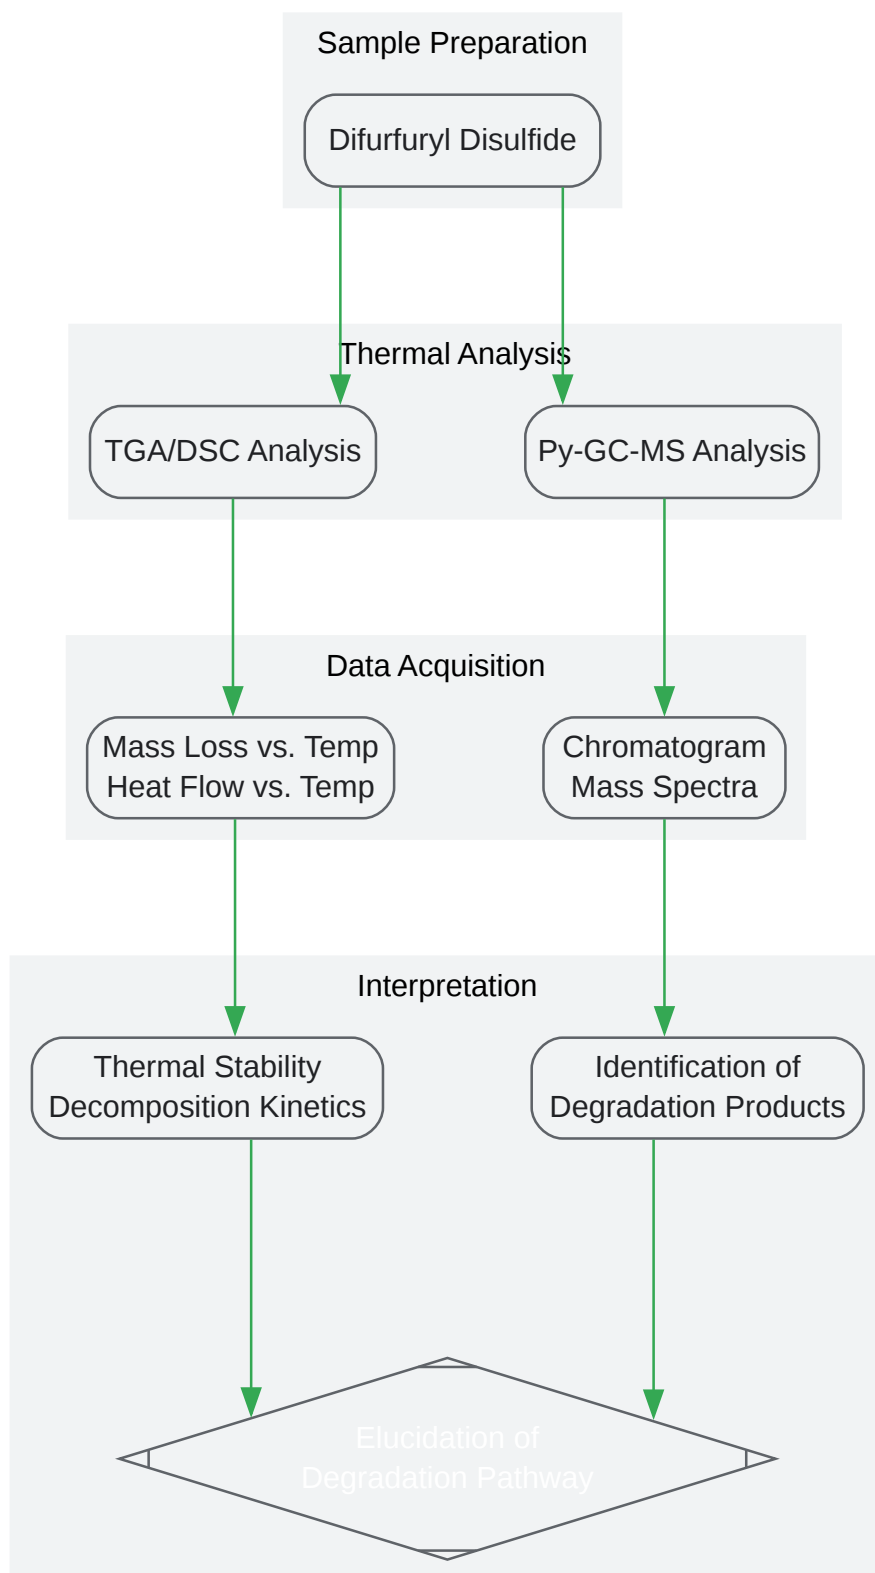 Sample Preparation
Difurfuryl Disulfide
Thermal Analysis
TGA/DSC Analysis
Py-GC-MS Analysis
Data Acquisition
Mass Loss vs. Temp
Heat Flow vs. Temp
Chromatogram
Mass Spectra
Interpretation
Thermal Stability
Decomposition Kinetics
Identification of
Degradation Products
Elucidation of
Degradation Pathway